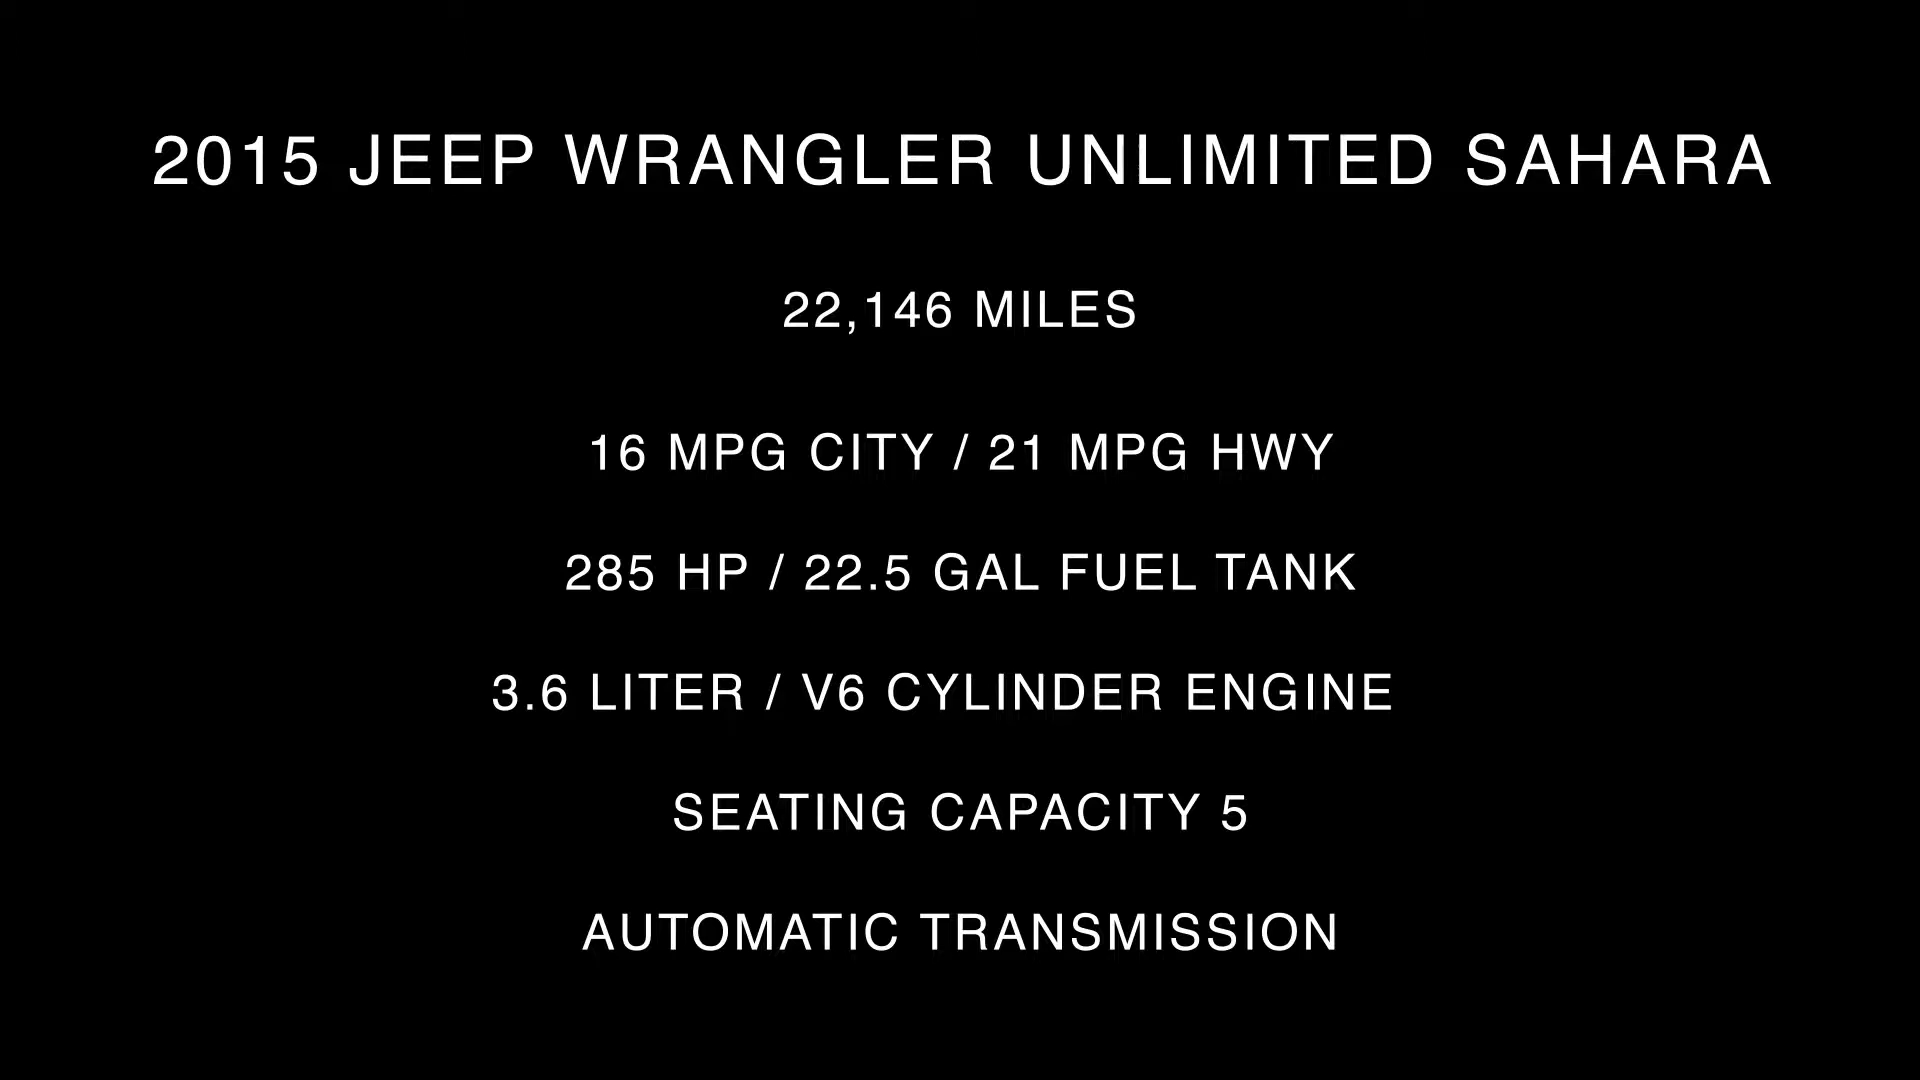 2015 JEEP WRANGLER UNLIMITED SAHARA
22,146 MILES
16 MPG CITY / 21 MPG HWY
285 HP / 22.5 GAL FUEL TANK
3.6 LITER / V6 CYLINDER ENGINE
SEATING CAPACITY 5
AUTOMATIC TRANSMISSION